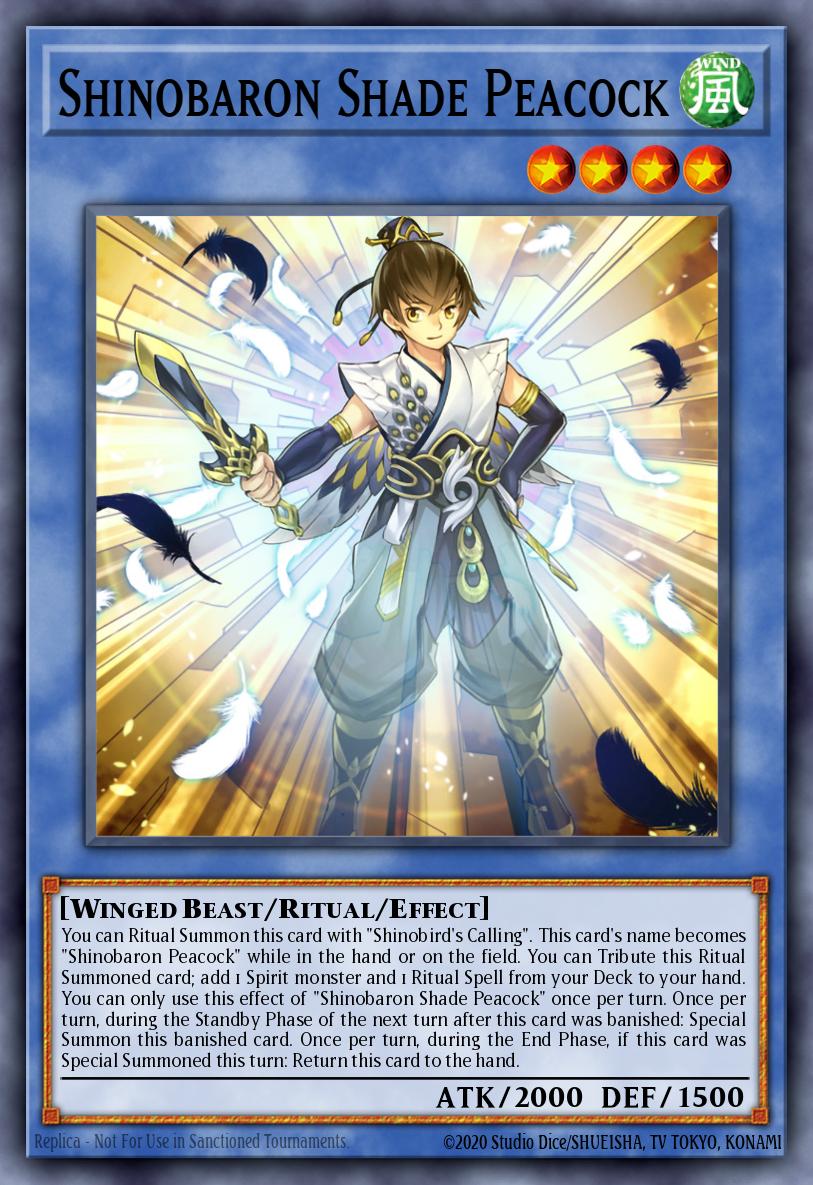 Shinobaron Shade Peacock
WIND
風
[Winged Beast/Ritual/Effect]
You can Ritual Summon this card with "Shinobird's Calling". This card's name becomes
"Shinobaron Peacock" while in the hand or on the field. You can Tribute this Ritual
Summoned card; add 1 Spirit monster and 1 Ritual Spell from your Deck to your hand.
You can only use this effect of "Shinobaron Shade Peacock" once per turn. Once per
turn, during the Standby Phase of the next turn after this card was banished: Special
Summon this banished card. Once per turn, during the End Phase, if this card was
Special Summoned this turn: Return this card to the hand.
ATK/2000 DEF/1500
Replica - Not For Use in Sanctioned Tournaments.
©2020 Studio Dice/SHUEISHA, TV TOKYO, KONAMI